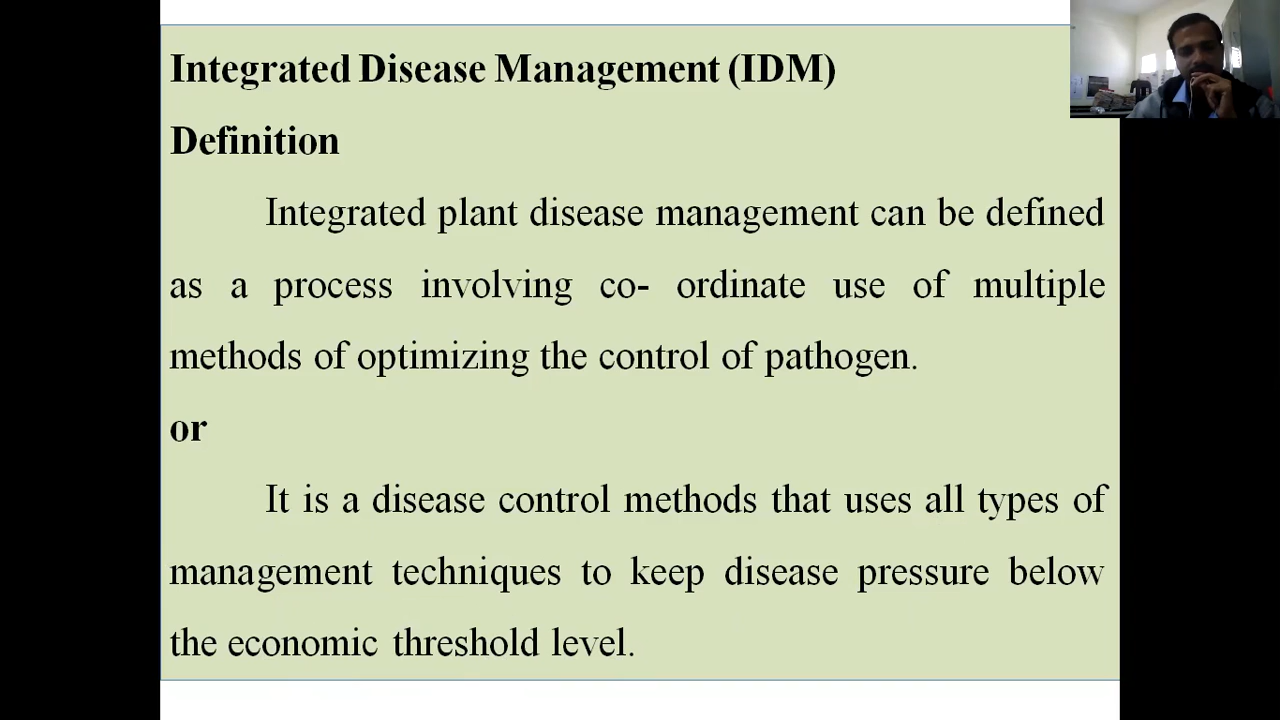 Integrated Disease Management (IDM)
Definition
Integrated plant disease management can be defined
as a process involving co- ordinate use of multiple
methods of optimizing the control of pathogen.
or
It is a disease control methods that uses all types of
management techniques to keep disease pressure below
the economic threshold level.